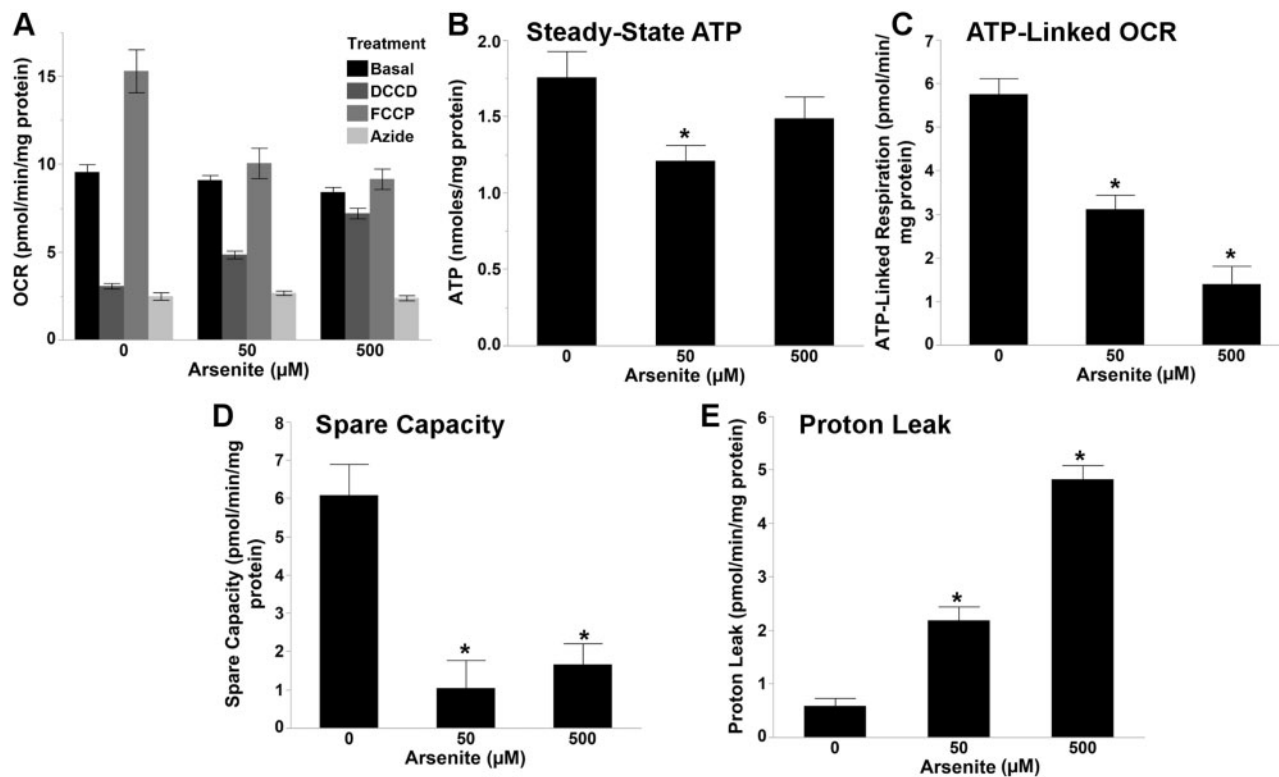 A
Treatment
Basal
DCCD
FCCP
Azide
OCR (pmol/min/mg protein)
15
10
5
0
0 50 500
Arsenite (µM)
B Steady-State ATP
ATP (nmoles/mg protein)
2.0
1.5
1.0
0.25
0.0
*
0 50 500
Arsenite (µM)
C ATP-Linked OCR
ATP-Linked Respiration (pmol/min/
mg protein)
7
6
5
4
3
2
1
0
*
*
0 50 500
Arsenite (µM)
D Spare Capacity
Spare Capacity (pmol/min/mg
protein)
8
7
6
5
4
3
2
1
0
* *
0 50 500
Arsenite (µM)
E Proton Leak
Proton Leak (pmol/min/mg protein)
6
5
4
3
2
1
0
*
*
0 50 500
Arsenite (µM)